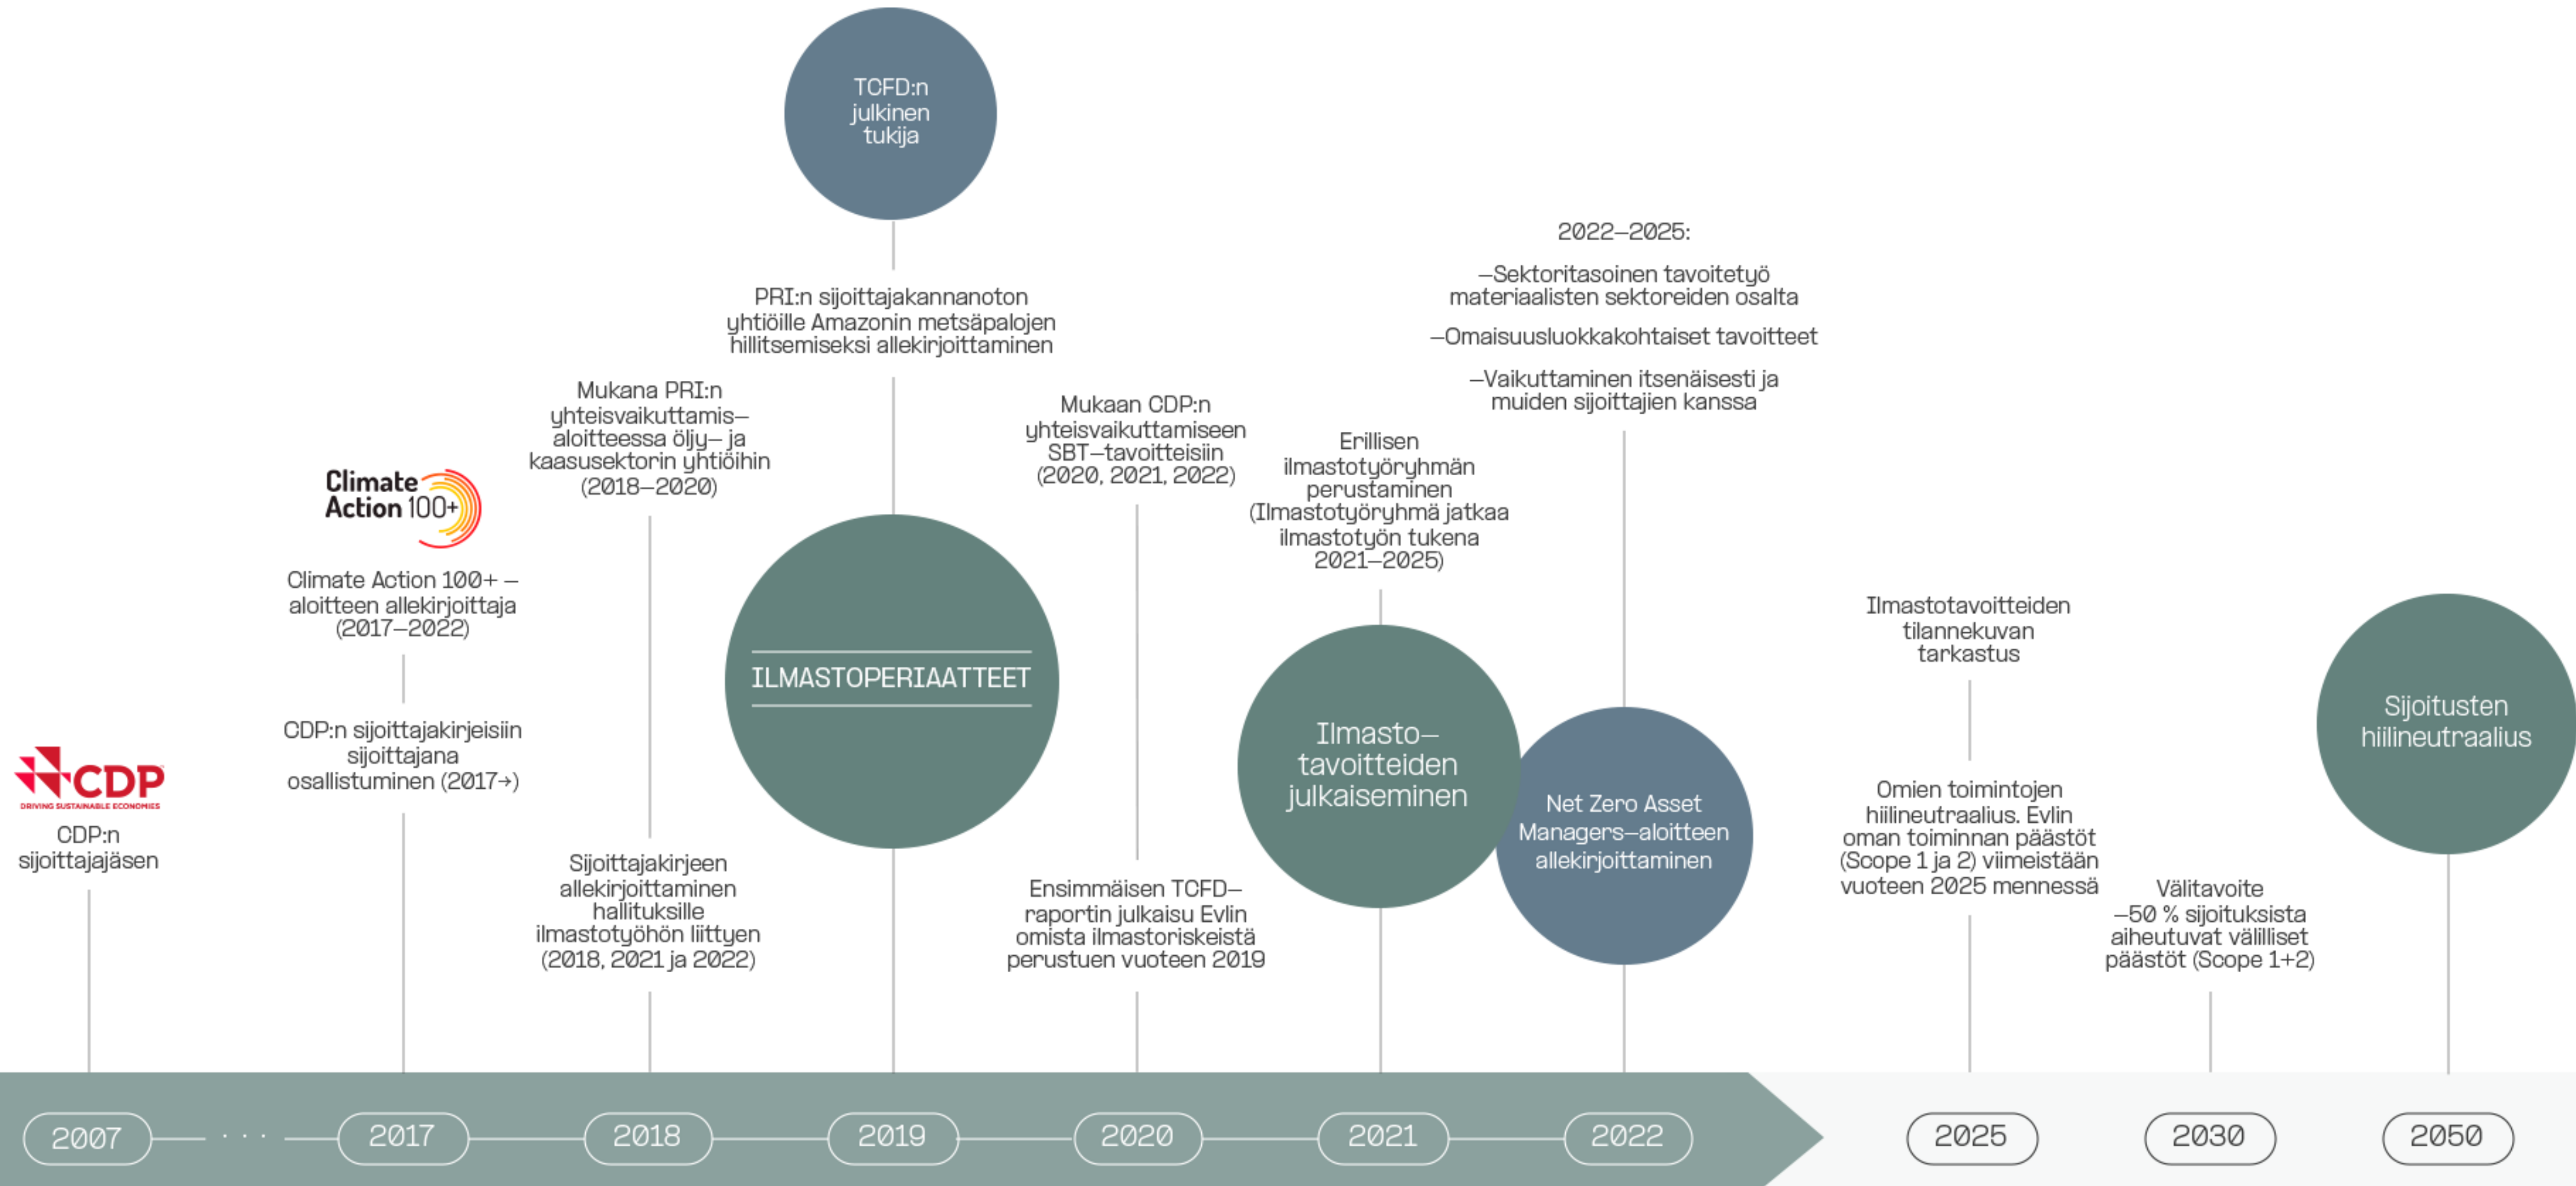 CDP
DRIVING SUSTAINABLE ECONOMIES
CDP:n
sijoittajajäsen
Climate
Action 100+
Climate Action 100+ –
aloitteen allekirjoittaja
(2017–2022)
CDP:n sijoittajakirjeisiin
sijoittajana
osallistuminen (2017→)
Mukana PRI:n
yhteisvaikuttamis–
aloitteessa öljy– ja
kaasusektorin yhtiöihin
(2018–2020)
Sijoittajakirjeen
allekirjoittaminen
hallituksille
ilmastotyöhön liittyen
(2018, 2021 ja 2022)
TCFD:n
julkinen
tukija
PRI:n sijoittajakannanoton
yhtiöille Amazonin metsäpalojen
hillitsemiseksi allekirjoittaminen
ILMASTOPERIAATTEET
Mukaan CDP:n
yhteisvaikuttamiseen
SBT–tavoitteisiin
(2020, 2021, 2022)
Ensimmäisen TCFD–
raportin julkaisu Evlin
omista ilmastoriskeistä
perustuen vuoteen 2019
Erillisen
ilmastotyöryhmän
perustaminen
(Ilmastotyöryhmä jatkaa
ilmastotyön tukena
2021–2025)
Ilmasto–
tavoitteiden
julkaiseminen
2022–2025:
–Sektoritasoinen tavoitetyö
materiaalisten sektoreiden osalta
–Omaisuusluokkakohtaiset tavoitteet
–Vaikuttaminen itsenäisesti ja
muiden sijoittajien kanssa
Net Zero Asset
Managers–aloitteen
allekirjoittaminen
Ilmastotavoitteiden
tilannekuvan
tarkastus
Omien toimintojen
hiilineutraalius. Evlin
oman toiminnan päästöt
(Scope 1 ja 2) viimeistään
vuoteen 2025 mennessä
Välitavoite
–50 % sijoituksista
aiheutuvat välilliset
päästöt (Scope 1+2)
Sijoitusten
hiilineutraalius
2007
. . .
2017
2018
2019
2020
2021
2022
2025
2030
2050